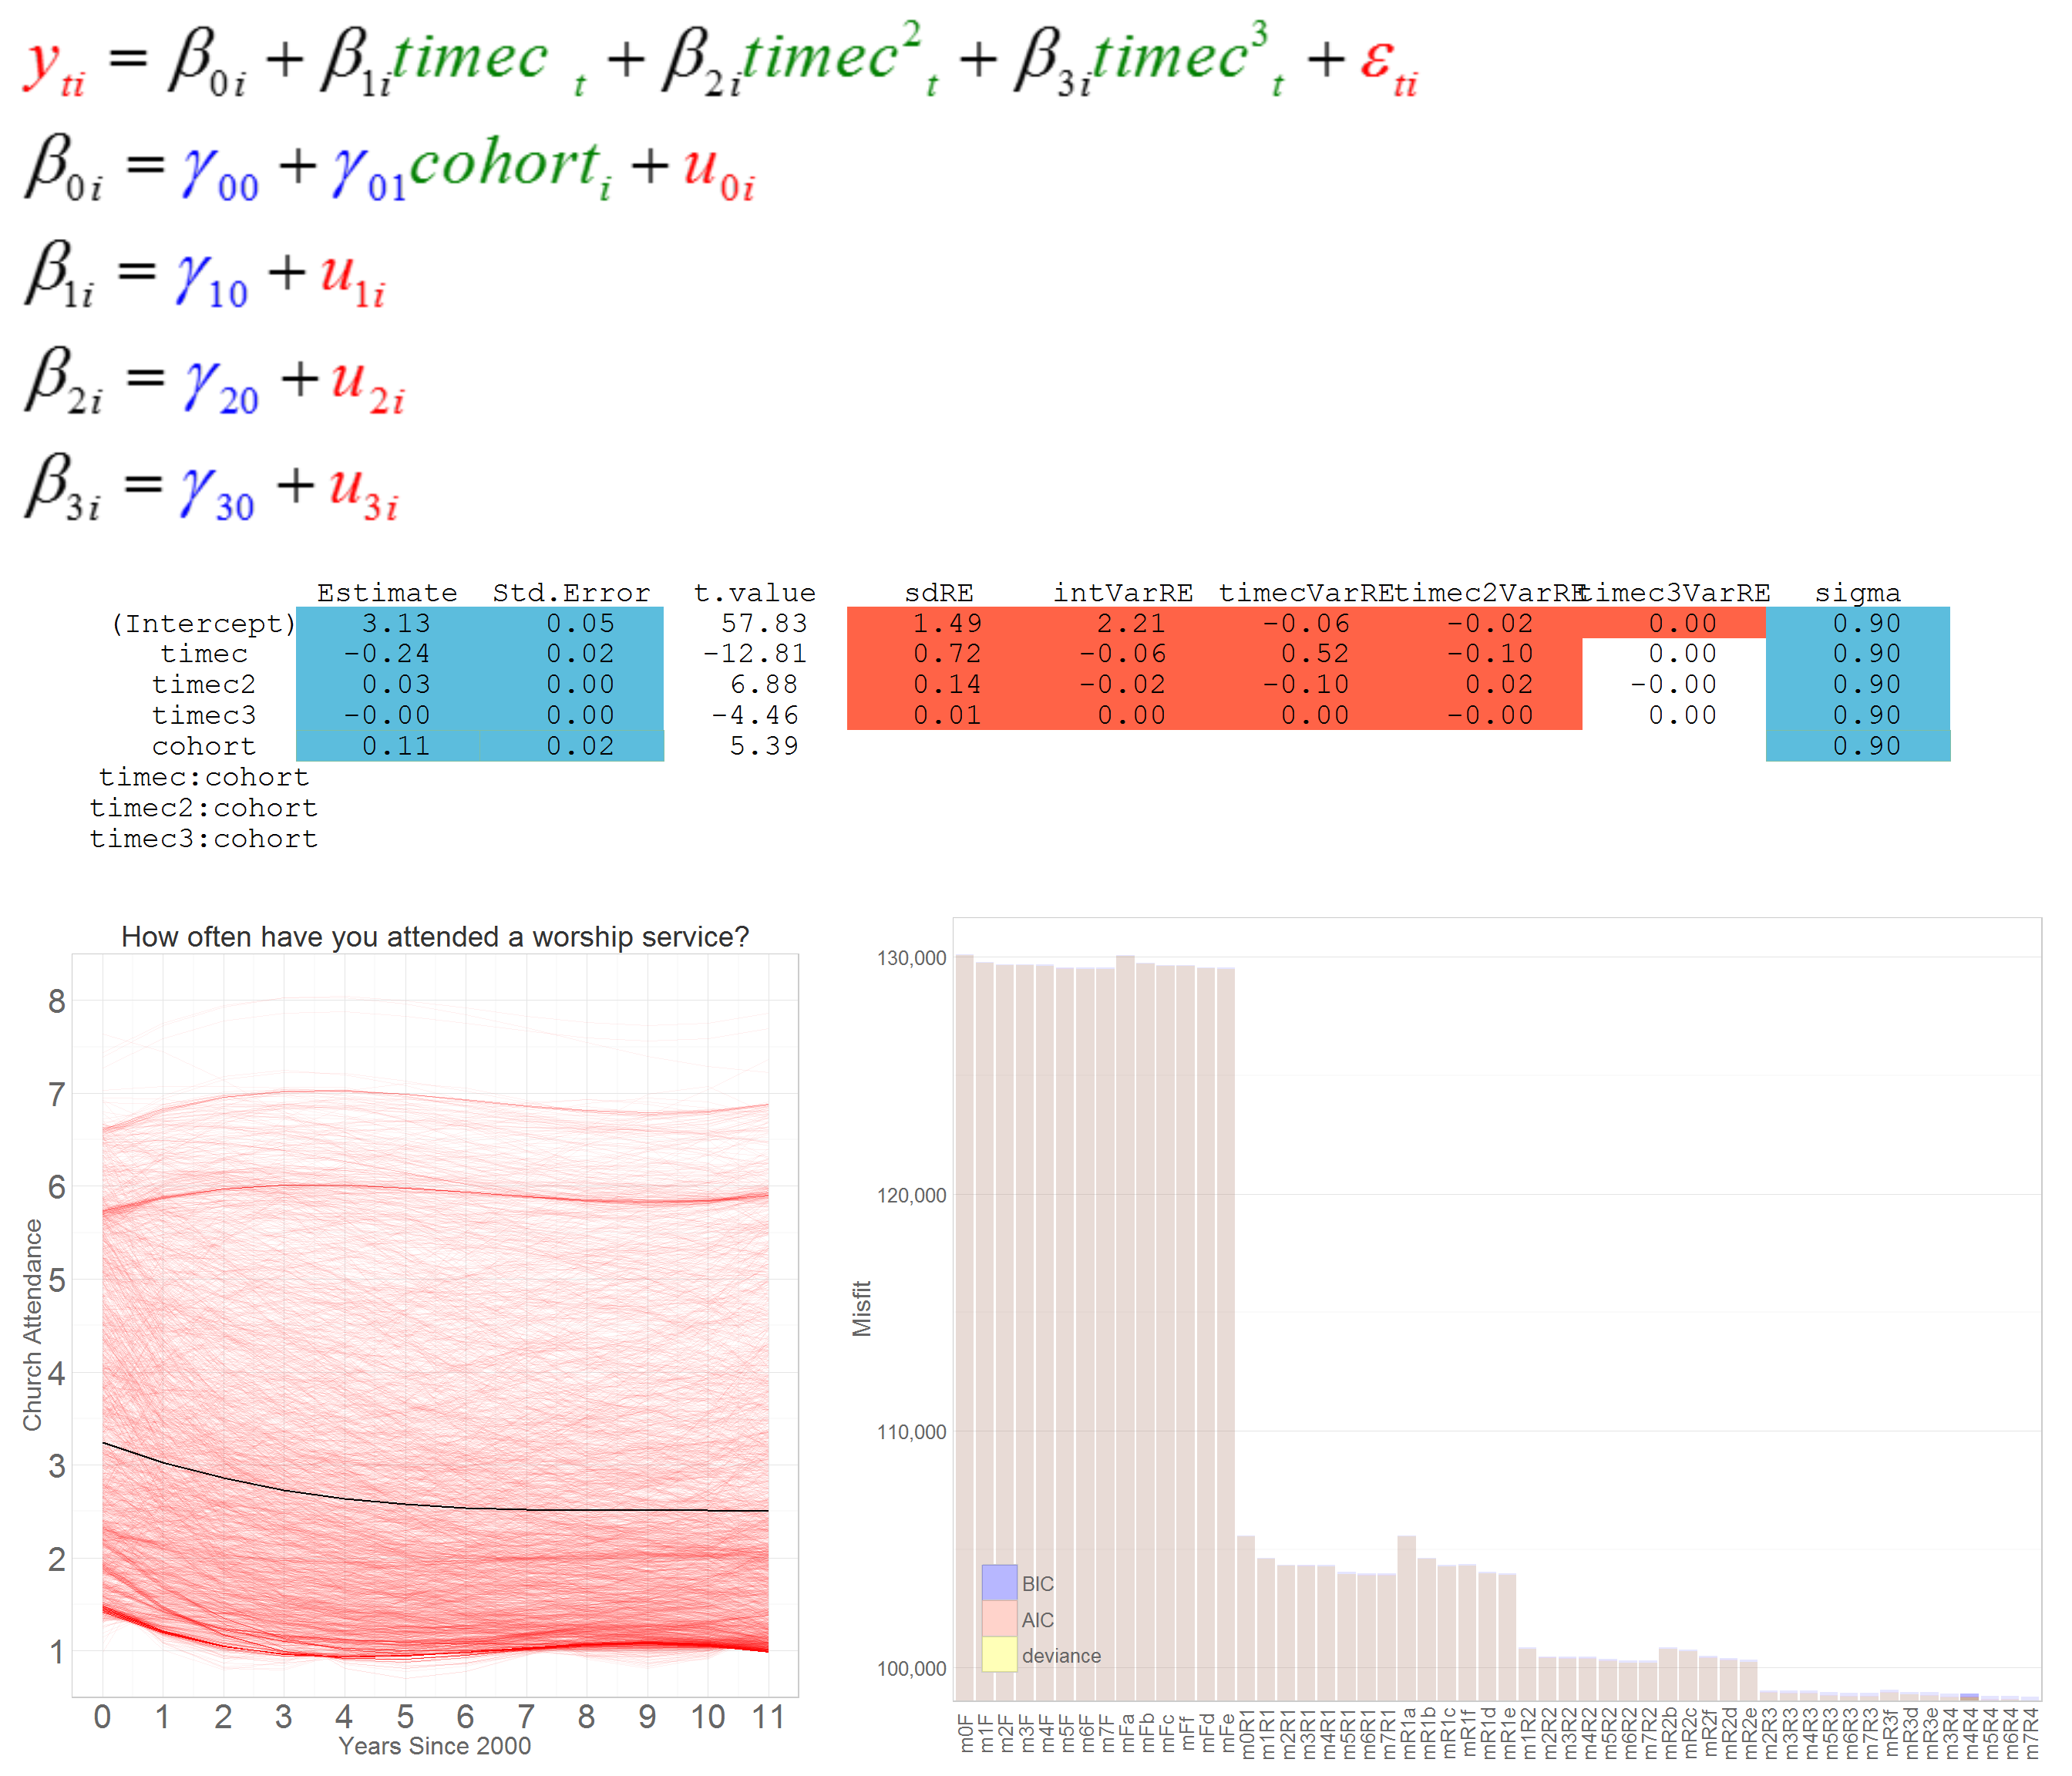 y_ti = β_0i + β_1i timec_t + β_2i timec²_t + β_3i timec³_t + ε_ti
β_0i = γ_00 + γ_01 cohort_i + u_0i
β_1i = γ_10 + u_1i
β_2i = γ_20 + u_2i
β_3i = γ_30 + u_3i
Estimate Std.Error t.value sdRE intVarRE timecVarRE timec2VarRE timec3VarRE sigma
(Intercept) 3.13 0.05 57.83 1.49 2.21 -0.06 -0.02 0.00 0.90
timec -0.24 0.02 -12.81 0.72 -0.06 0.52 -0.10 0.00 0.90
timec2 0.03 0.00 6.88 0.14 -0.02 -0.10 0.02 -0.00 0.90
timec3 -0.00 0.00 -4.46 0.01 0.00 0.00 -0.00 0.00 0.90
cohort 0.11 0.02 5.39 0.90
timec:cohort
timec2:cohort
timec3:cohort
How often have you attended a worship service?
Church Attendance
8
7
6
5
4
3
2
1
0 1 2 3 4 5 6 7 8 9 10 11
Years Since 2000
Misfit
130,000
120,000
110,000
100,000
BIC
AIC
deviance
m0F m1F m2F m3F m4F m5F m6F m7F mFa mFb mFc mFf mFd mFe m0R1 m1R1 m2R1 m3R1 m4R1 m5R1 m6R1 m7R1 mR1a mR1b mR1c mR1f mR1d mR1e m1R2 m2R2 m3R2 m4R2 m5R2 m6R2 m7R2 mR2b mR2c mR2f mR2d mR2e m2R3 m3R3 m4R3 m5R3 m6R3 m7R3 mR3f mR3d mR3e m3R4 m4R4 m5R4 m6R4 m7R4